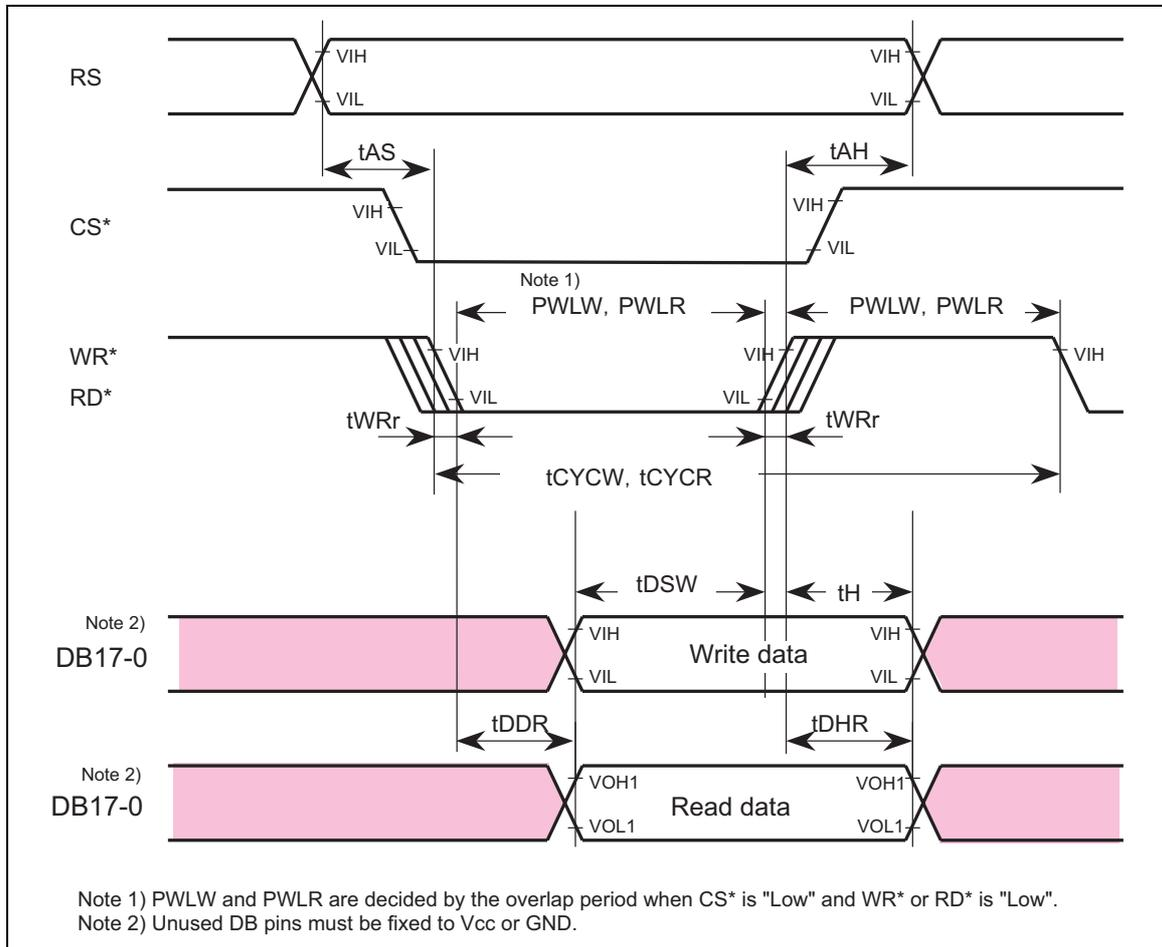 RS
VIH
VIH
VIL
VIL
tAS
tAH
CS*
VIH
VIH
VIL
VIL
Note 1)
PWLW, PWLR
PWLW, PWLR
WR*
VIH
VIH
VIH
RD*
VIL
VIL
tWRr
tWRr
tCYCW, tCYCR
tDSW
tH
Note 2)
DB17-0
VIH
VIH
Write data
VIL
VIL
tDDR
tDHR
Note 2)
DB17-0
VOH1
VOH1
Read data
VOL1
VOL1
Note 1) PWLW and PWLR are decided by the overlap period when CS* is "Low" and WR* or RD* is "Low".
Note 2) Unused DB pins must be fixed to Vcc or GND.